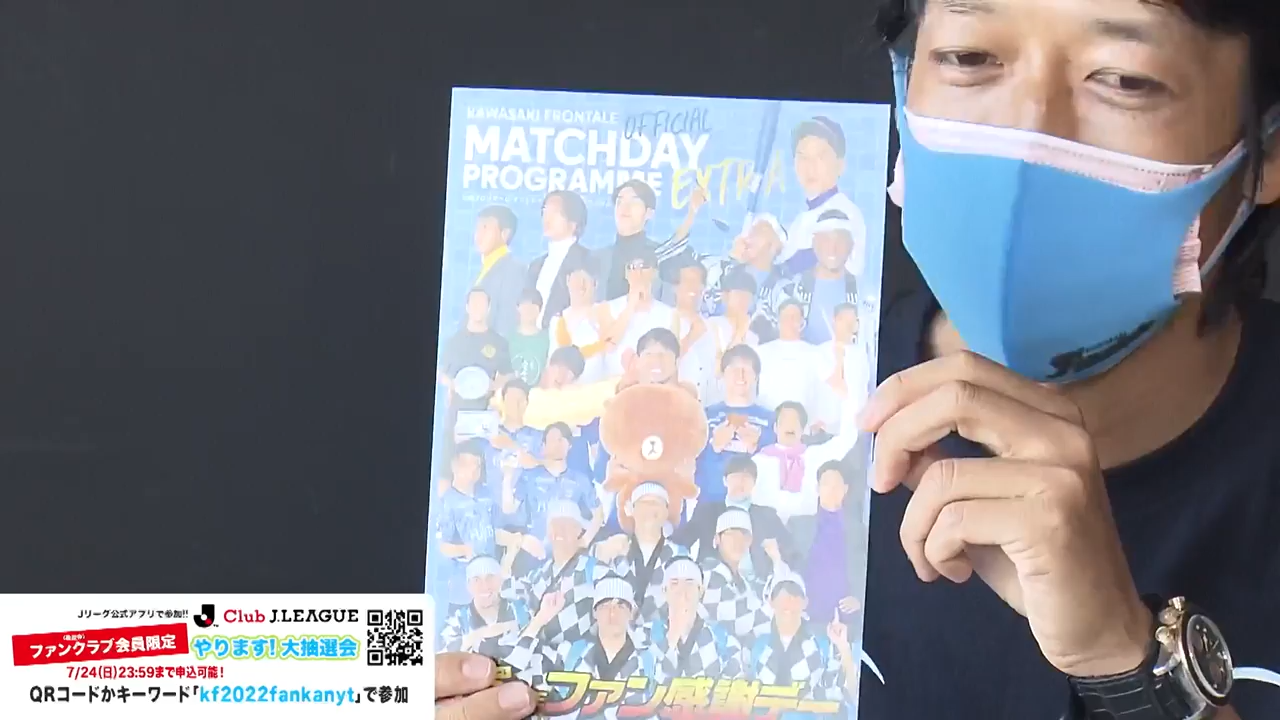 KAWASAKI FRONTALE
OFFICIAL
MATCHDAY
PROGRAMME
EXTRA
ファン感謝デー
Jリーグ公式アプリで参加!!
Club J.LEAGUE
ファンクラブ会員限定
やります!大抽選会
7/24(日)23:59まで申込可能!
QRコードかキーワード「kf2022fankanyt」で参加